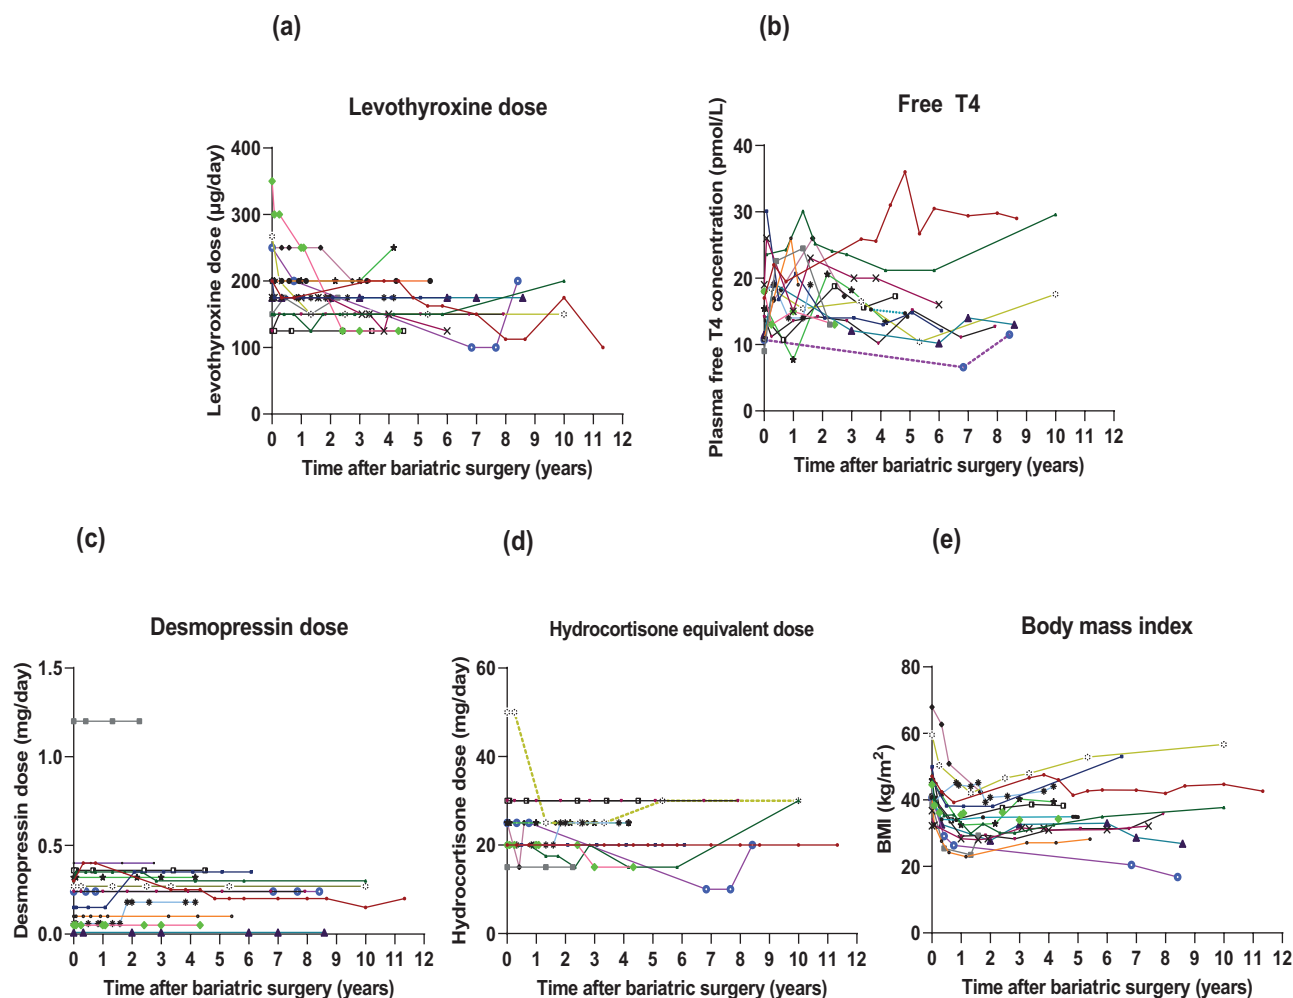 (a)
(b)
Levothyroxine dose
Free T4
Levothyroxine dose (µg/day)
400
300
200
100
0
0 1 2 3 4 5 6 7 8 9 10 11 12
Time after bariatric surgery (years)
Plasma free T4 concentration (pmol/L)
40
30
20
10
0
0 1 2 3 4 5 6 7 8 9 10 11 12
Time after bariatric surgery (years)
(c)
(d)
(e)
Desmopressin dose
Hydrocortisone equivalent dose
Body mass index
Desmopressin dose (mg/day)
1.5
1.0
0.5
0.0
0 1 2 3 4 5 6 7 8 9 10 11 12
Time after bariatric surgery (years)
Hydrocortisone dose (mg/day)
60
40
20
0
0 1 2 3 4 5 6 7 8 9 10 11 12
Time after bariatric surgery (years)
BMI (kg/m²)
80
60
40
20
0
0 1 2 3 4 5 6 7 8 9 10 11 12
Time after bariatric surgery (years)